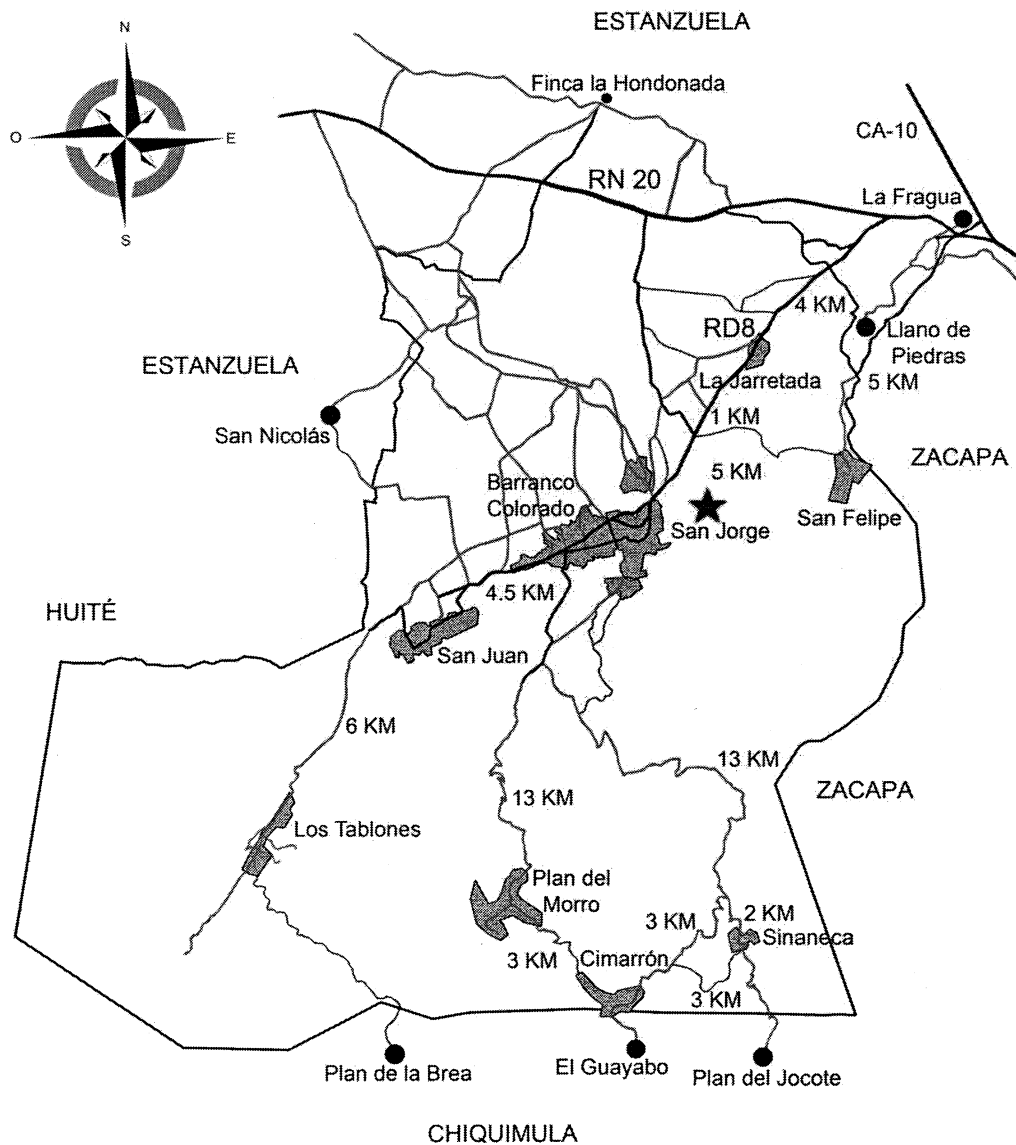 ESTANZUELA
N
O
E
S
Finca la Hondonada
CA-10
RN 20
La Fragua
4 KM
RD8
Llano de
Piedras
ESTANZUELA
La Jarretada
5 KM
San Nicolás
1 KM
ZACAPA
Barranco
Colorado
5 KM
San Jorge
San Felipe
4.5 KM
HUITÉ
San Juan
6 KM
13 KM
ZACAPA
13 KM
Los Tablones
Plan del
Morro
3 KM
2 KM
Sinaneca
3 KM
Cimarrón
3 KM
Plan de la Brea
El Guayabo
Plan del Jocote
CHIQUIMULA